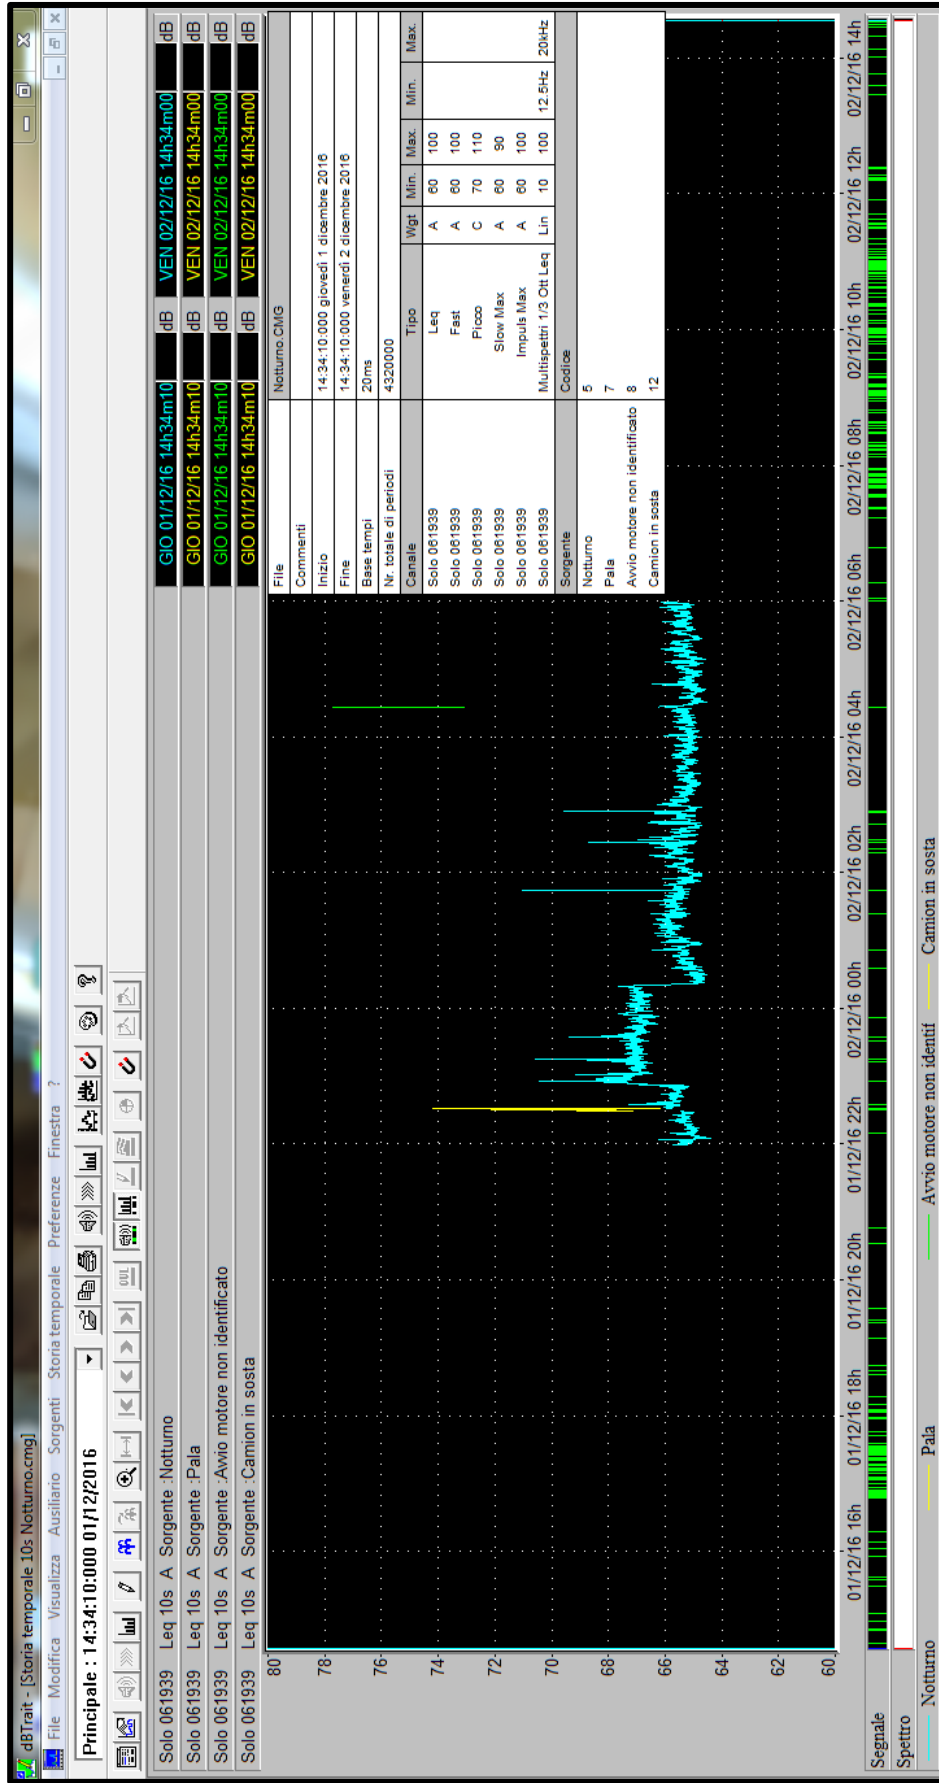 dBTrait - [Storia temporale 10s Notturno.cmg]
File Modifica Visualizza Ausiliario Sorgenti Storia temporale Preferenze Finestra ?
Principale : 14:34:10:000 01/12/2016
Solo 061939 Leq 10s A Sorgente :Notturno GIO 01/12/16 14h34m10 dB VEN 02/12/16 14h34m00 dB
Solo 061939 Leq 10s A Sorgente :Pala GIO 01/12/16 14h34m10 dB VEN 02/12/16 14h34m00 dB
Solo 061939 Leq 10s A Sorgente :Avvio motore non identificato GIO 01/12/16 14h34m10 dB VEN 02/12/16 14h34m00 dB
Solo 061939 Leq 10s A Sorgente :Camion in sosta GIO 01/12/16 14h34m10 dB VEN 02/12/16 14h34m00 dB
80
78
76
74
72
70
68
66
64
62
60
File Notturno.CMG
Commenti
Inizio 14:34:10:000 giovedì 1 dicembre 2016
Fine 14:34:10:000 venerdì 2 dicembre 2016
Base tempi 20ms
Nr. totale di periodi 4320000
Canale Tipo Wgt Min. Max. Min. Max.
Solo 061939 Leq A 60 100
Solo 061939 Fast A 60 100
Solo 061939 Picco C 70 110
Solo 061939 Slow Max A 60 90
Solo 061939 Impuls Max A 60 100
Solo 061939 Multispettri 1/3 Ott Leq Lin 10 100 12.5Hz 20kHz
Sorgente Codice
Notturno 5
Pala 7
Avvio motore non identificato 8
Camion in sosta 12
01/12/16 16h 01/12/16 18h 01/12/16 20h 01/12/16 22h 02/12/16 00h 02/12/16 02h 02/12/16 04h 02/12/16 06h 02/12/16 08h 02/12/16 10h 02/12/16 12h 02/12/16 14h
Segnale
Spettro
Notturno Pala Avvio motore non identif Camion in sosta